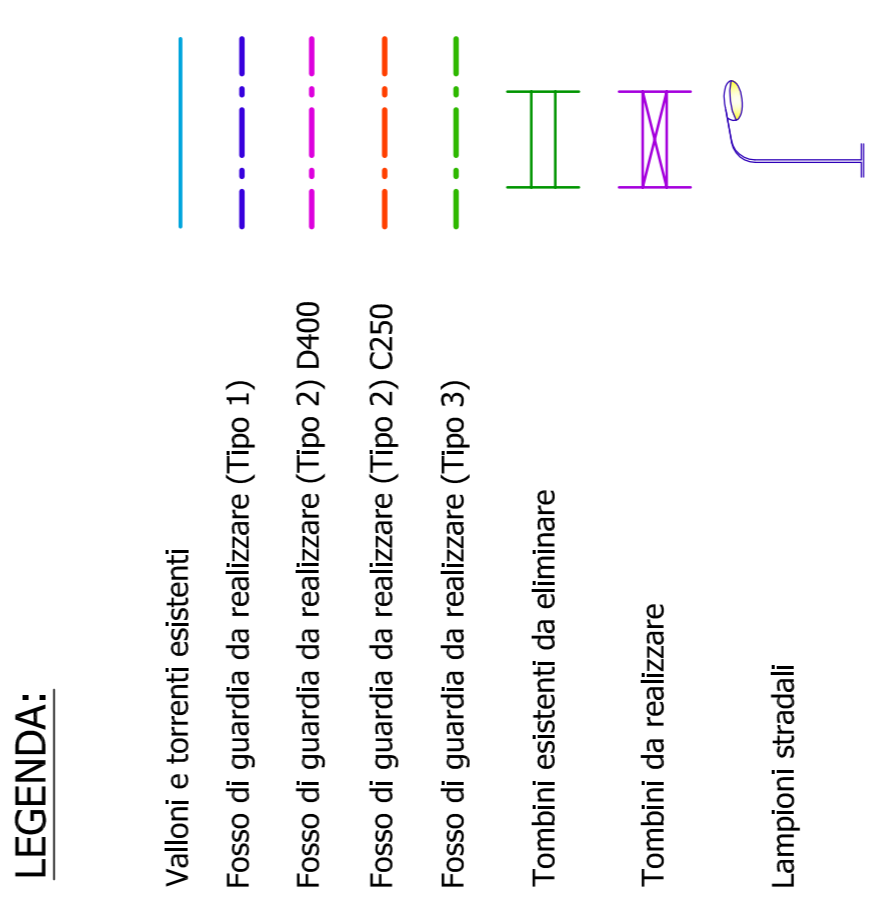 LEGENDA:
Valloni e torrenti esistenti
Fosso di guardia da realizzare (Tipo 1)
Fosso di guardia da realizzare (Tipo 2) D400
Fosso di guardia da realizzare (Tipo 2) C250
Fosso di guardia da realizzare (Tipo 3)
Tombini esistenti da eliminare
Tombini da realizzare
Lampioni stradali